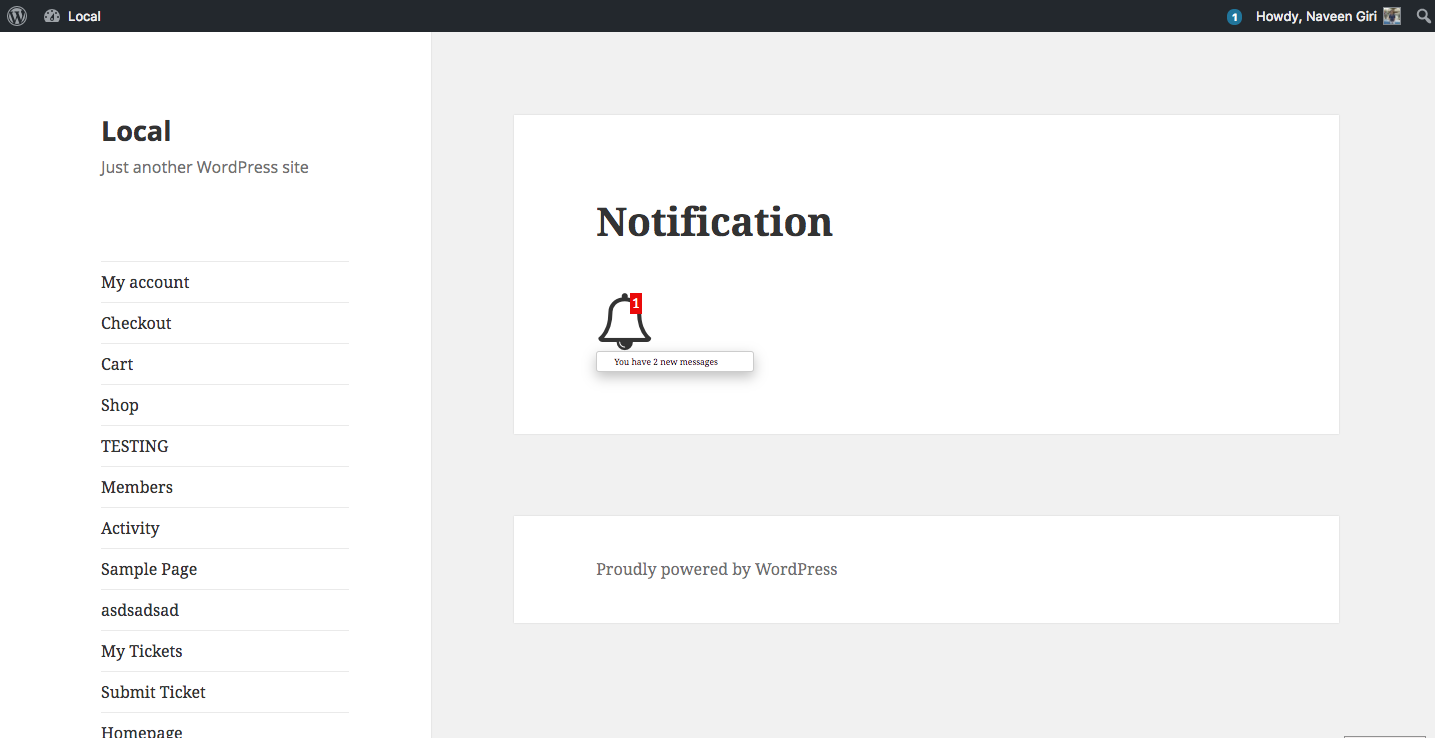 Local
1
Howdy, Naveen Giri
Local
Just another WordPress site
My account
Checkout
Cart
Shop
TESTING
Members
Activity
Sample Page
asdsadsad
My Tickets
Submit Ticket
Homepage
Notification
1
You have 2 new messages
Proudly powered by WordPress